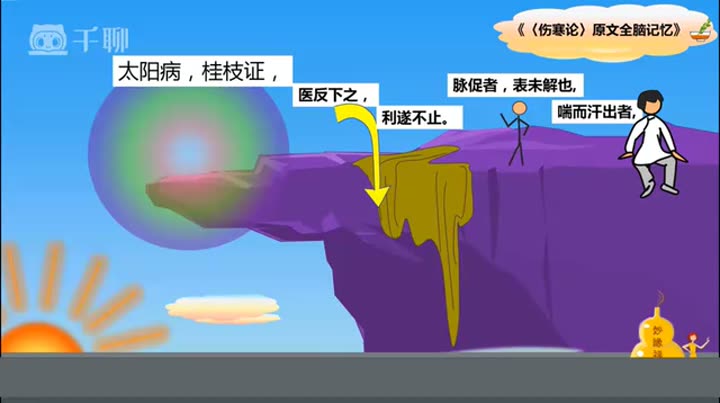 千聊
《〈伤寒论〉原文全脑记忆》
太阳病，桂枝证，
医反下之，
利遂不止。
脉促者，表未解也,
喘而汗出者,